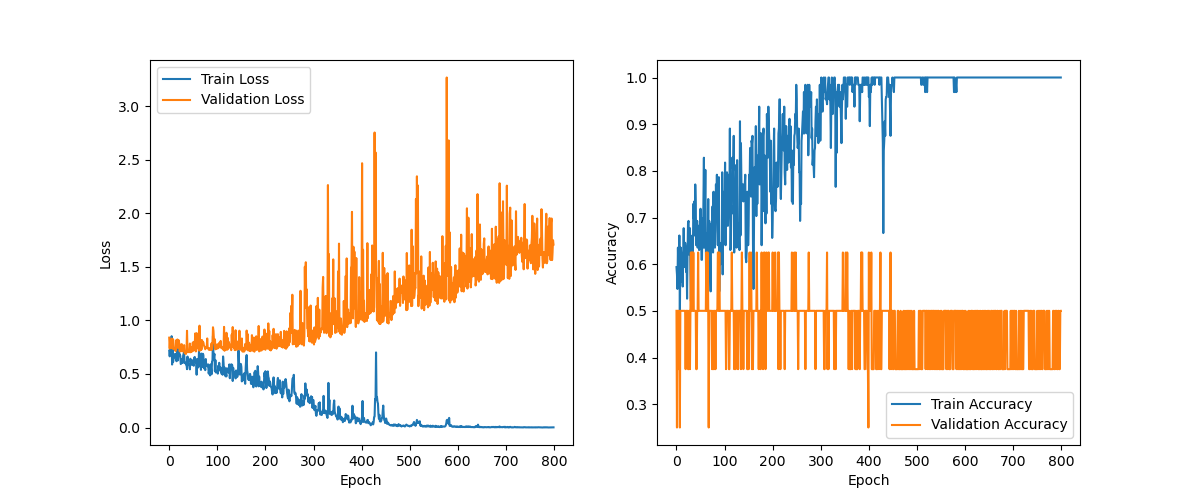 Train Loss
Validation Loss
3.0
2.5
2.0
1.5
1.0
0.5
0.0
Loss
0 100 200 300 400 500 600 700 800
Epoch
1.0
0.9
0.8
0.7
0.6
0.5
0.4
0.3
Accuracy
Train Accuracy
Validation Accuracy
0 100 200 300 400 500 600 700 800
Epoch